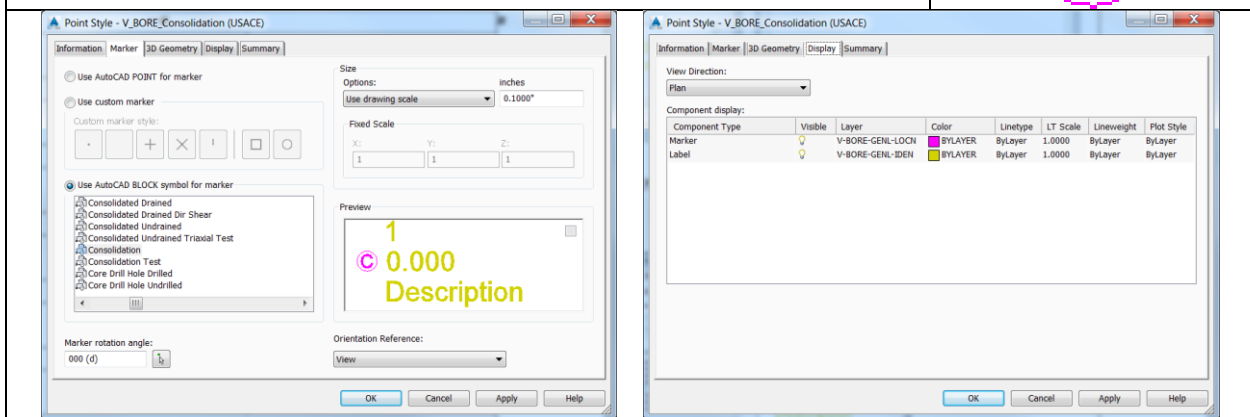 Point Style - V_BORE_Consolidation (USACE)
Information Marker 3D Geometry Display Summary
Use AutoCAD POINT for marker
Use custom marker
Custom marker style:
Use AutoCAD BLOCK symbol for marker
Consolidated Drained
Consolidated Drained Dir Shear
Consolidated Undrained
Consolidated Undrained Triaxial Test
Consolidation
Consolidation Test
Core Drill Hole Drilled
Core Drill Hole Undrilled
Marker rotation angle:
000 (d)
Size
Options: inches
Use drawing scale 0.1000"
Fixed Scale
X: Y: Z:
1 1 1
Preview
1
C 0.000
Description
Orientation Reference:
View
OK Cancel Apply Help
Point Style - V_BORE_Consolidation (USACE)
Information Marker 3D Geometry Display Summary
View Direction:
Plan
Component display:
Component Type Visible Layer Color Linetype LT Scale Lineweight Plot Style
Marker V-BORE-GENL-LOCN BYLAYER ByLayer 1.0000 ByLayer ByLayer
Label V-BORE-GENL-IDEN BYLAYER ByLayer 1.0000 ByLayer ByLayer
OK Cancel Apply Help